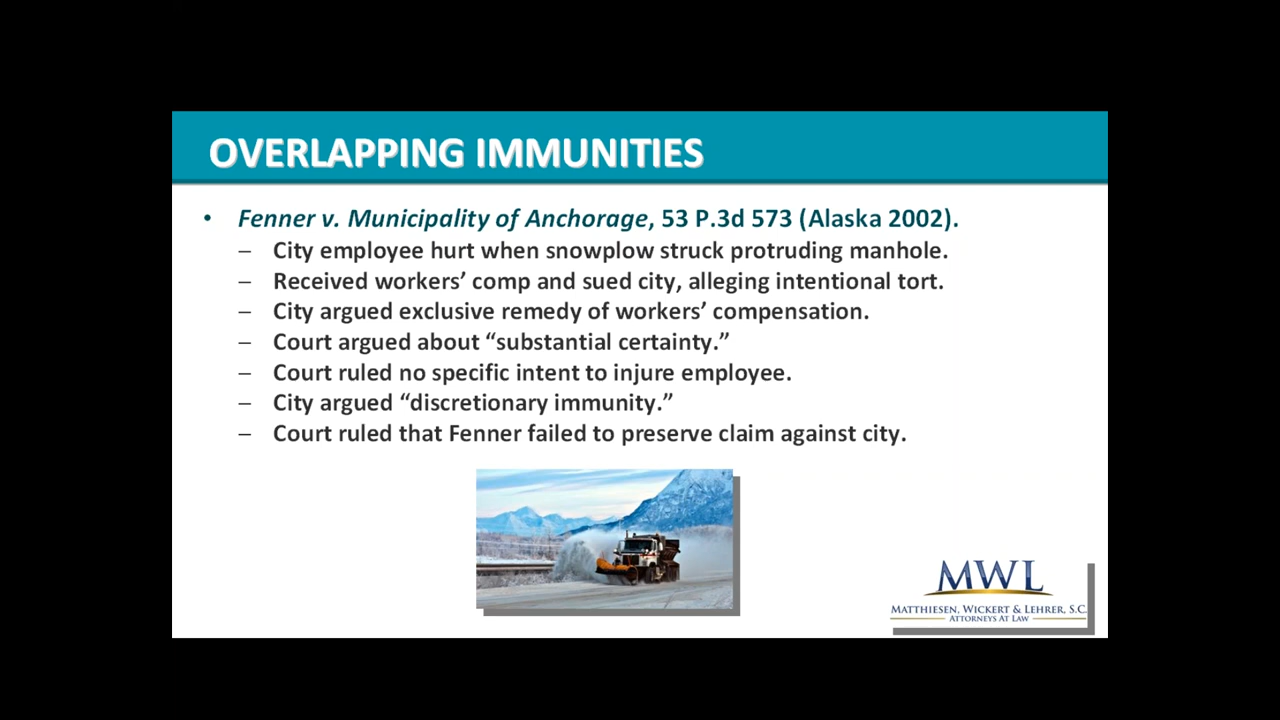 OVERLAPPING IMMUNITIES
• Fenner v. Municipality of Anchorage, 53 P.3d 573 (Alaska 2002).
– City employee hurt when snowplow struck protruding manhole.
– Received workers’ comp and sued city, alleging intentional tort.
– City argued exclusive remedy of workers’ compensation.
– Court argued about “substantial certainty.”
– Court ruled no specific intent to injure employee.
– City argued “discretionary immunity.”
– Court ruled that Fenner failed to preserve claim against city.
MWL
MATTHIESEN, WICKERT & LEHRER, S.C.
ATTORNEYS AT LAW